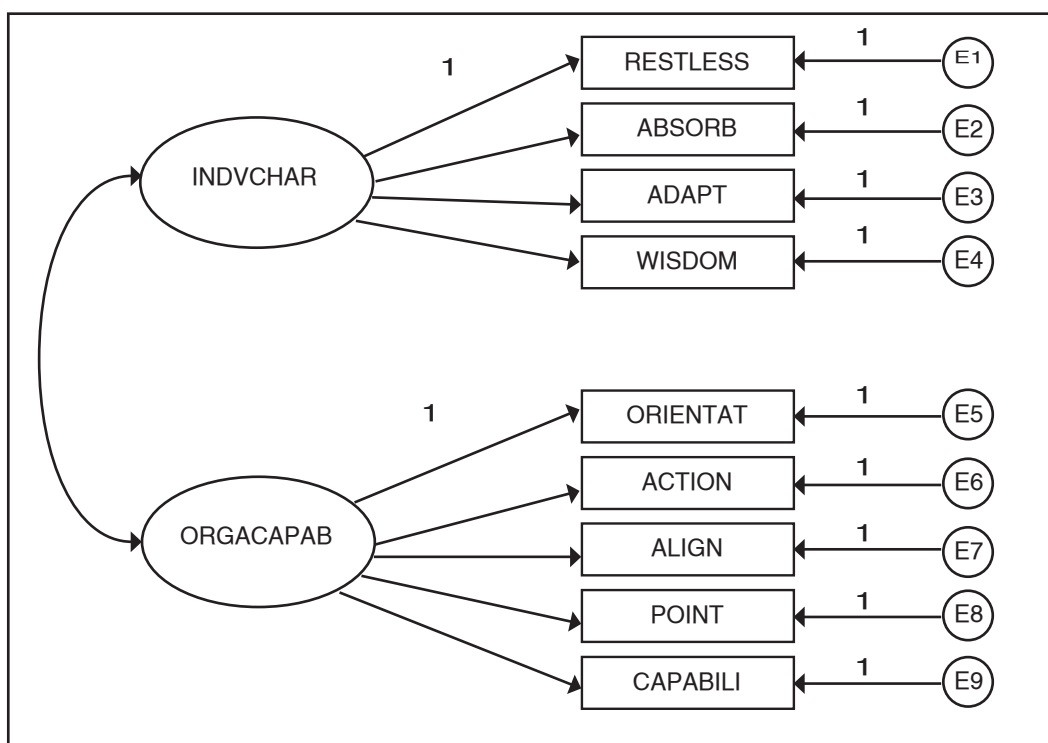 1
RESTLESS
1
E1
ABSORB
1
E2
INDVCHAR
ADAPT
1
E3
WISDOM
1
E4
1
ORIENTAT
1
E5
ACTION
1
E6
ORGACAPAB
ALIGN
1
E7
POINT
1
E8
CAPABILI
1
E9